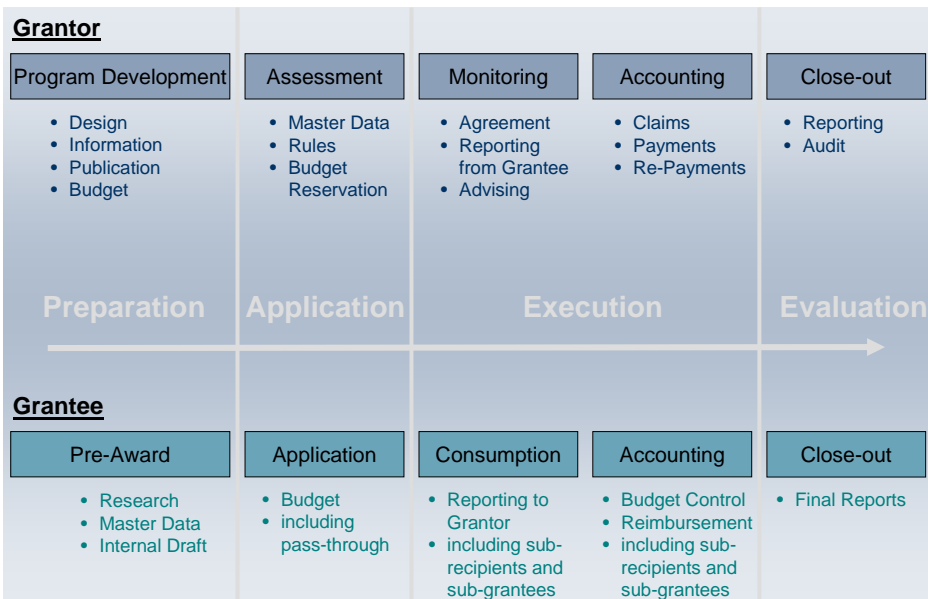 Grantor
Program Development
Assessment
Monitoring
Accounting
Close-out
• Design
• Information
• Publication
• Budget
• Master Data
• Rules
• Budget
Reservation
• Agreement
• Reporting
from Grantee
• Advising
• Claims
• Payments
• Re-Payments
• Reporting
• Audit
Preparation
Application
Execution
Evaluation
Grantee
Pre-Award
Application
Consumption
Accounting
Close-out
• Research
• Master Data
• Internal Draft
• Budget
• including
pass-through
• Reporting to
Grantor
• including sub-
recipients and
sub-grantees
• Budget Control
• Reimbursement
• including sub-
recipients and
sub-grantees
• Final Reports